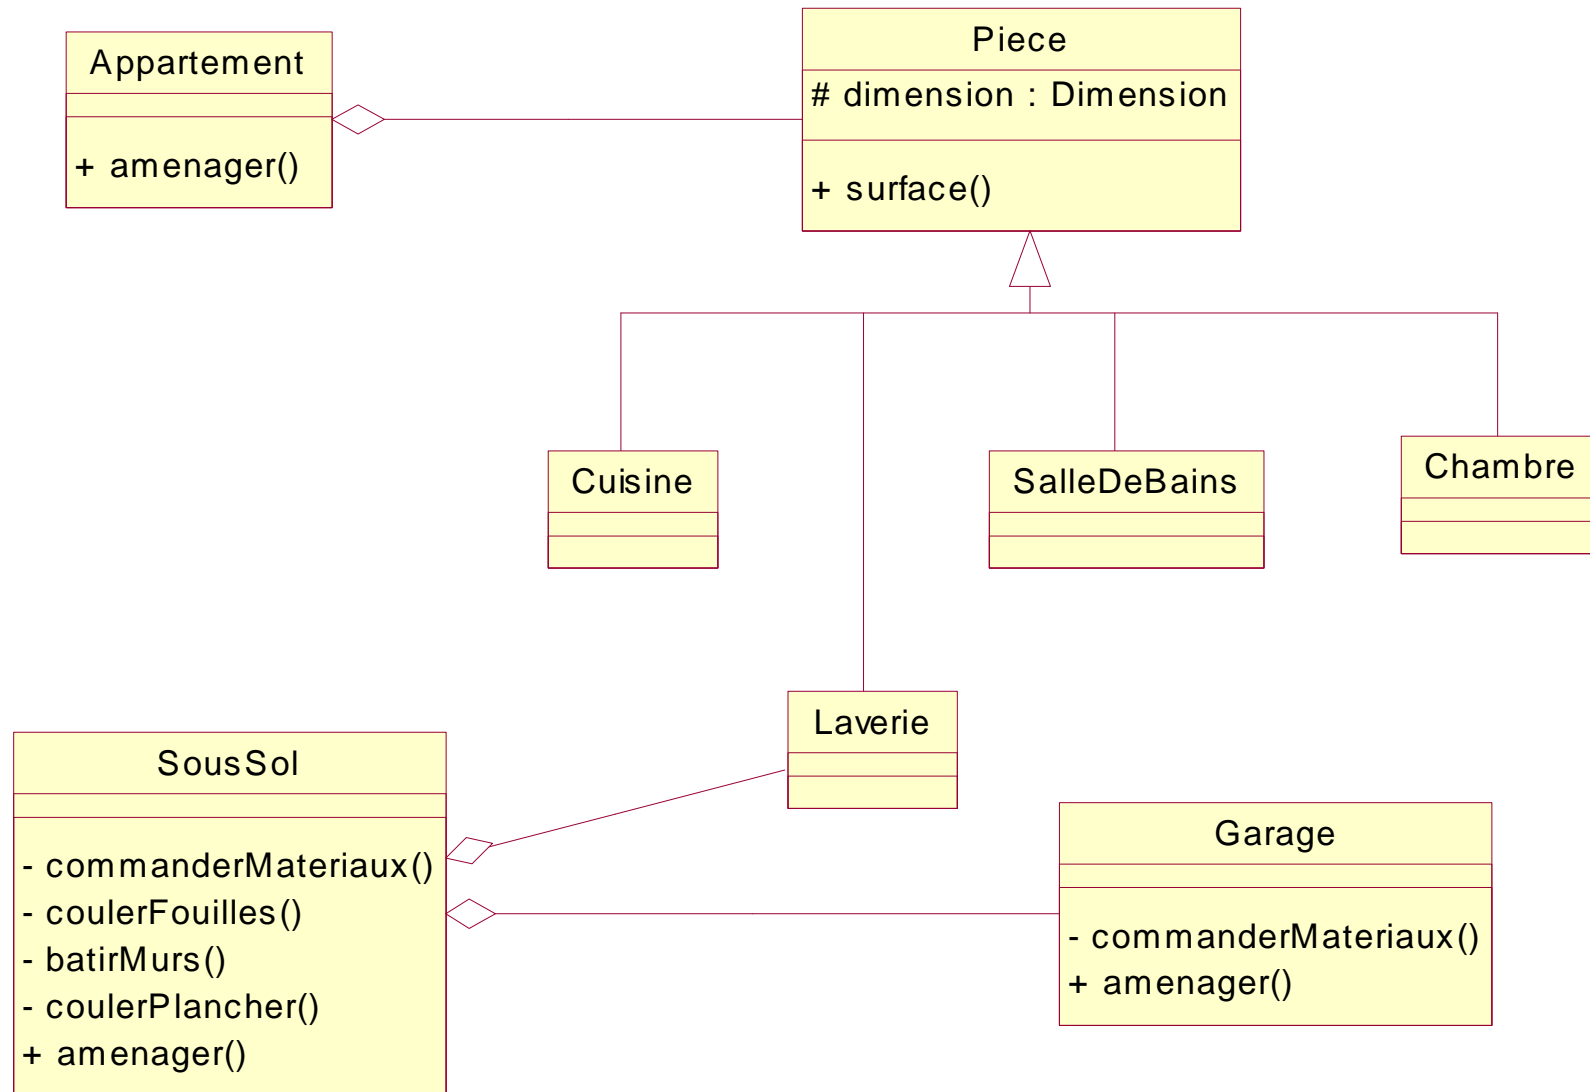 Appartement
+ amenager()
Piece
# dimension : Dimension
+ surface()
Cuisine
SalleDeBains
Chambre
Laverie
SousSol
- commanderMateriaux()
- coulerFouilles()
- batirMurs()
- coulerPlancher()
+ amenager()
Garage
- commanderMateriaux()
+ amenager()